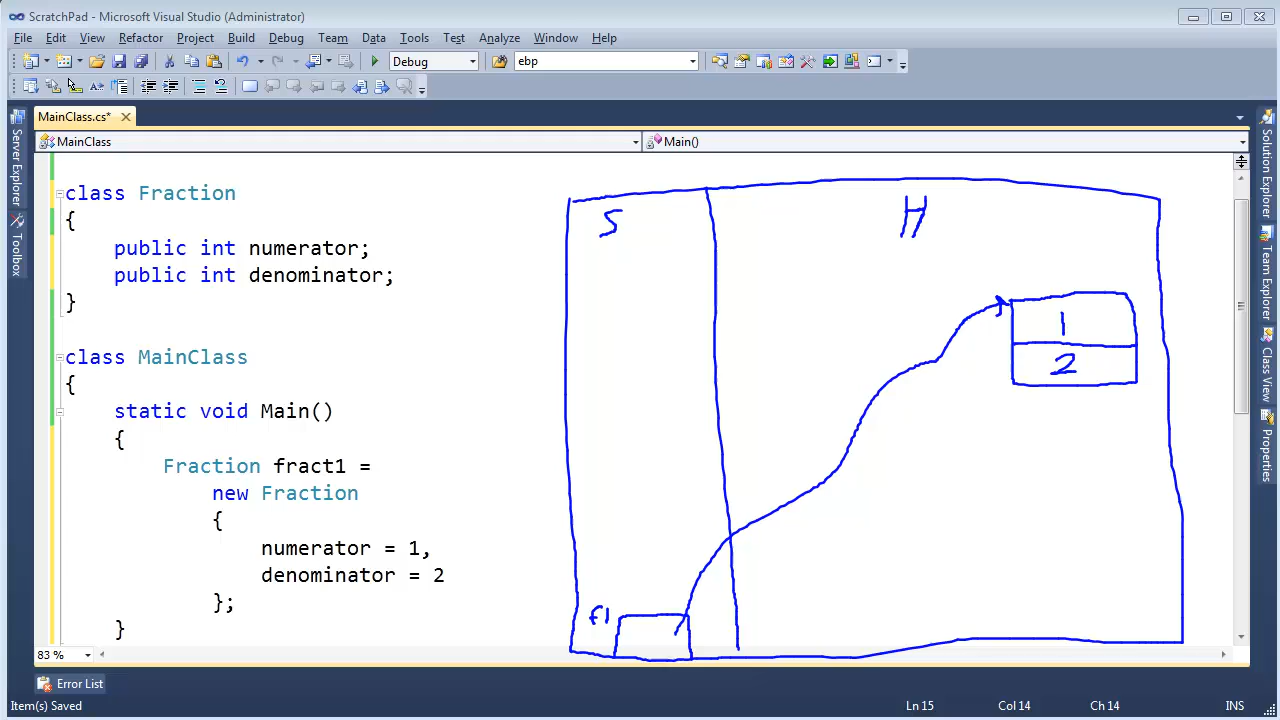 ScratchPad - Microsoft Visual Studio (Administrator)
File Edit View Refactor Project Build Debug Team Data Tools Test Analyze Window Help
Debug ebp
MainClass.cs*
MainClass Main()
Server Explorer
Toolbox
class Fraction
{
public int numerator;
public int denominator;
}
class MainClass
{
static void Main()
{
Fraction fract1 =
new Fraction
{
numerator = 1,
denominator = 2
};
}
S H
1
2
f1
Solution Explorer
Team Explorer
Class View
Properties
83 %
Error List
Item(s) Saved Ln 15 Col 14 Ch 14 INS